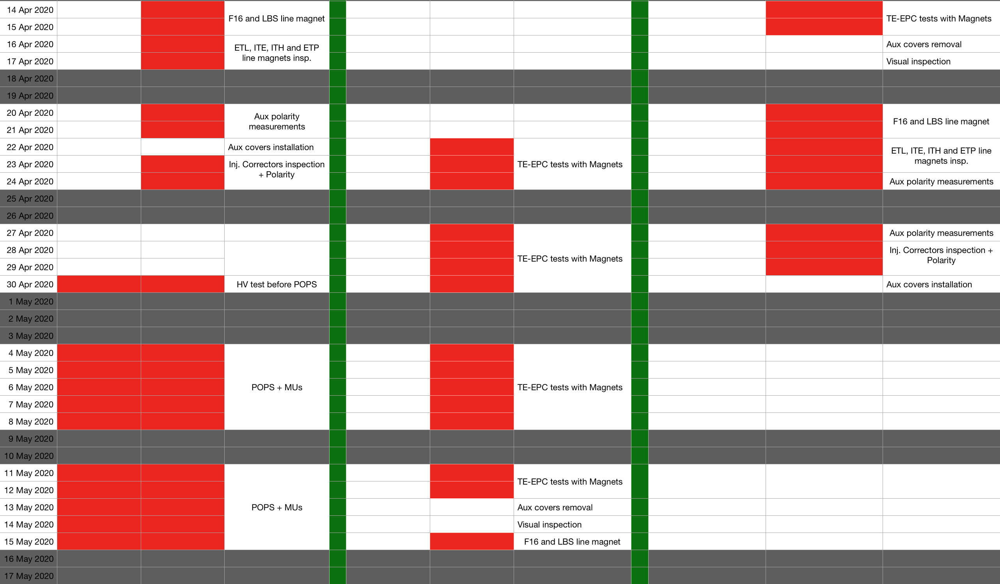 14 Apr 2020
F16 and LBS line magnet
TE-EPC tests with Magnets
15 Apr 2020
16 Apr 2020
ETL, ITE, ITH and ETP
line magnets insp.
Aux covers removal
17 Apr 2020
Visual inspection
18 Apr 2020
19 Apr 2020
20 Apr 2020
Aux polarity
measurements
F16 and LBS line magnet
21 Apr 2020
22 Apr 2020
Aux covers installation
TE-EPC tests with Magnets
ETL, ITE, ITH and ETP line
magnets insp.
23 Apr 2020
Inj. Correctors inspection
+ Polarity
24 Apr 2020
Aux polarity measurements
25 Apr 2020
26 Apr 2020
27 Apr 2020
TE-EPC tests with Magnets
Aux polarity measurements
28 Apr 2020
Inj. Correctors inspection +
Polarity
29 Apr 2020
30 Apr 2020
HV test before POPS
Aux covers installation
1 May 2020
2 May 2020
3 May 2020
4 May 2020
POPS + MUs
TE-EPC tests with Magnets
5 May 2020
6 May 2020
7 May 2020
8 May 2020
9 May 2020
10 May 2020
11 May 2020
POPS + MUs
TE-EPC tests with Magnets
12 May 2020
13 May 2020
Aux covers removal
14 May 2020
Visual inspection
15 May 2020
F16 and LBS line magnet
16 May 2020
17 May 2020